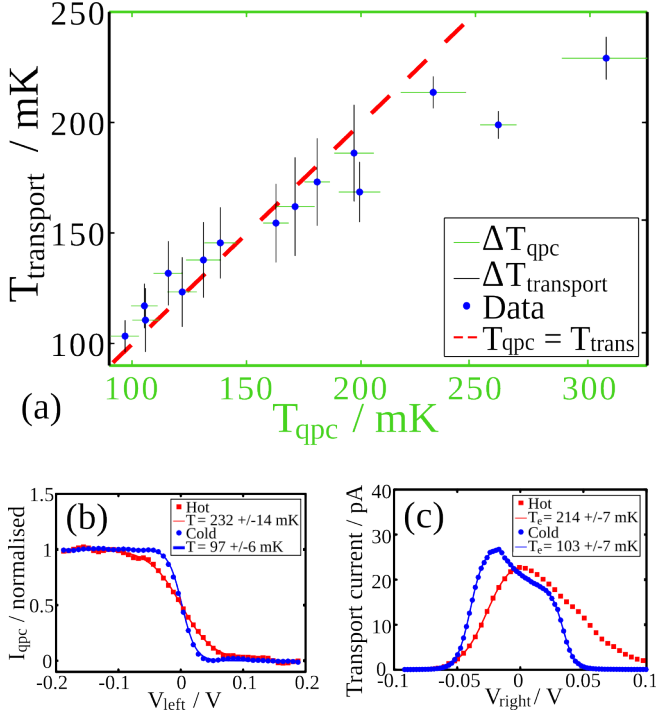 250
200
150
100
T_transport / mK
ΔT_qpc
ΔT_transport
Data
T_qpc = T_trans
100 150 200 250 300
(a)
T_qpc / mK
1.5
1
0.5
0
I_qpc / normalised
(b)
Hot
T= 232 +/-14 mK
Cold
T= 97 +/-6 mK
-0.2 -0.1 0 0.1 0.2
V_left / V
40
30
20
10
0
Transport current / pA
(c)
Hot
T_e= 214 +/-7 mK
Cold
T_e= 103 +/-7 mK
-0.1 -0.05 0 0.05 0.1
V_right / V